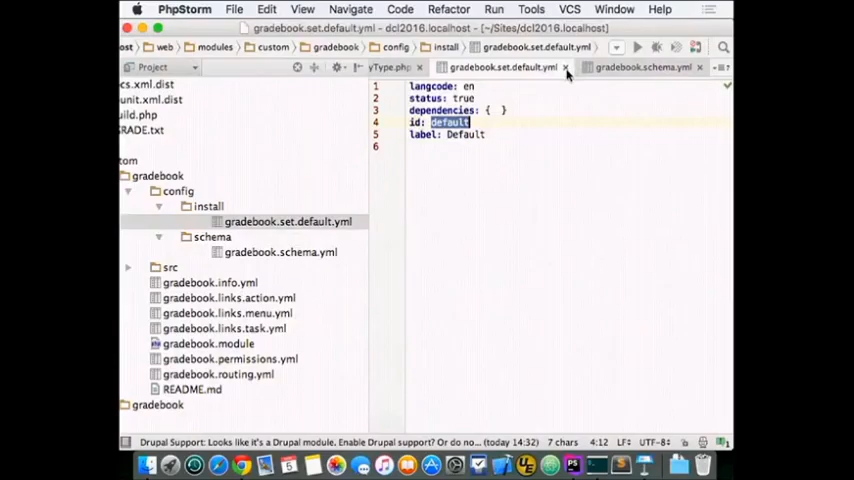 PhpStorm File Edit View Navigate Code Refactor Run Tools VCS Window Help
gradebook.set.default.yml - dcl2016.localhost - [~/Sites/dcl2016.localhost]
ost web modules custom gradebook config install gradebook.set.default.yml
Project yType.php gradebook.set.default.yml gradebook.schema.yml
cs.xml.dist
unit.xml.dist
uild.php
GRADE.txt
tom
gradebook
config
install
gradebook.set.default.yml
schema
gradebook.schema.yml
src
gradebook.info.yml
gradebook.links.action.yml
gradebook.links.menu.yml
gradebook.links.task.yml
gradebook.module
gradebook.permissions.yml
gradebook.routing.yml
README.md
gradebook
1 langcode: en
2 status: true
3 dependencies: { }
4 id: default
5 label: Default
6
Drupal Support: Looks like it's a Drupal module. Enable Drupal support? Or do no... (today 14:32) 7 chars 4:12 LF UTF-8 1
5 UE PS S